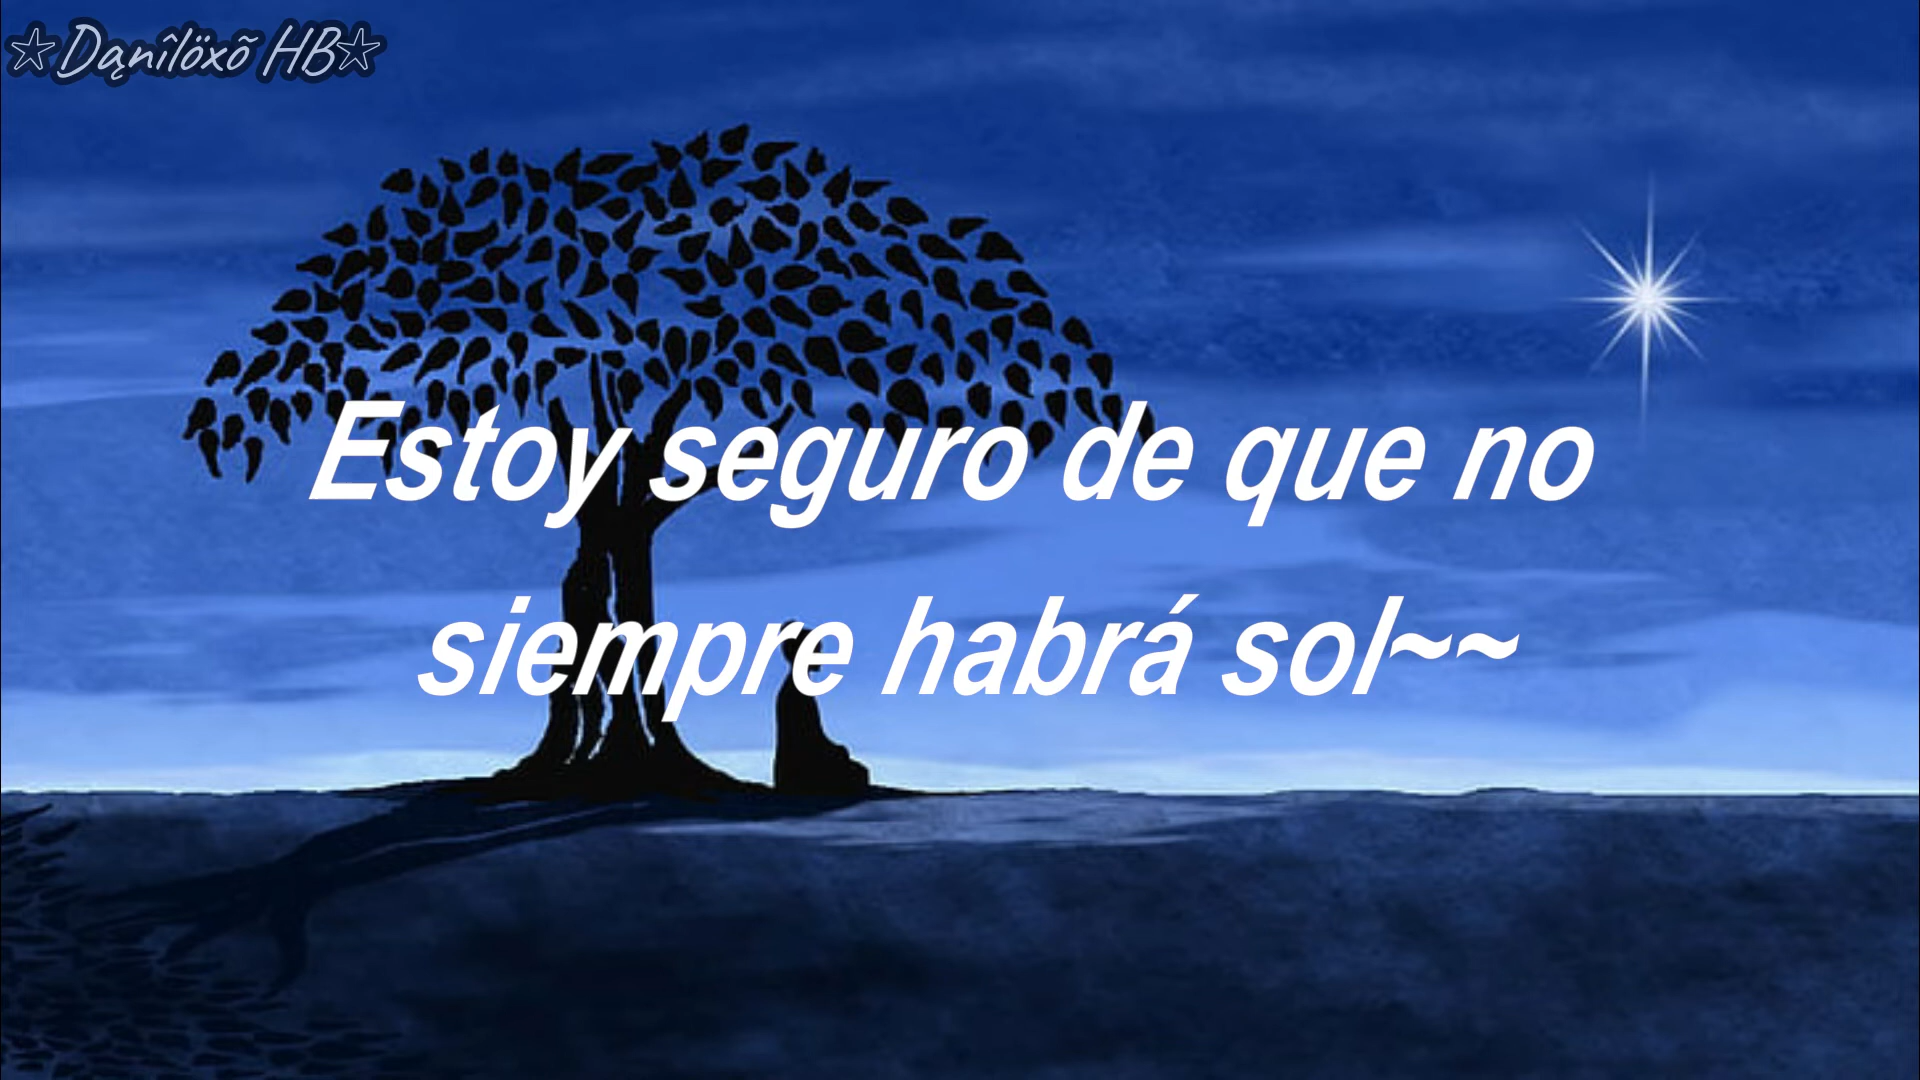 ☆Dąnîlöxõ HB☆
Estoy seguro de que no
siempre habrá sol~~